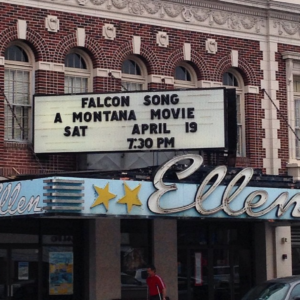 FALCON SONG
A MONTANA MOVIE
SAT APRIL 19
7.30 PM
Ellen
Ellen